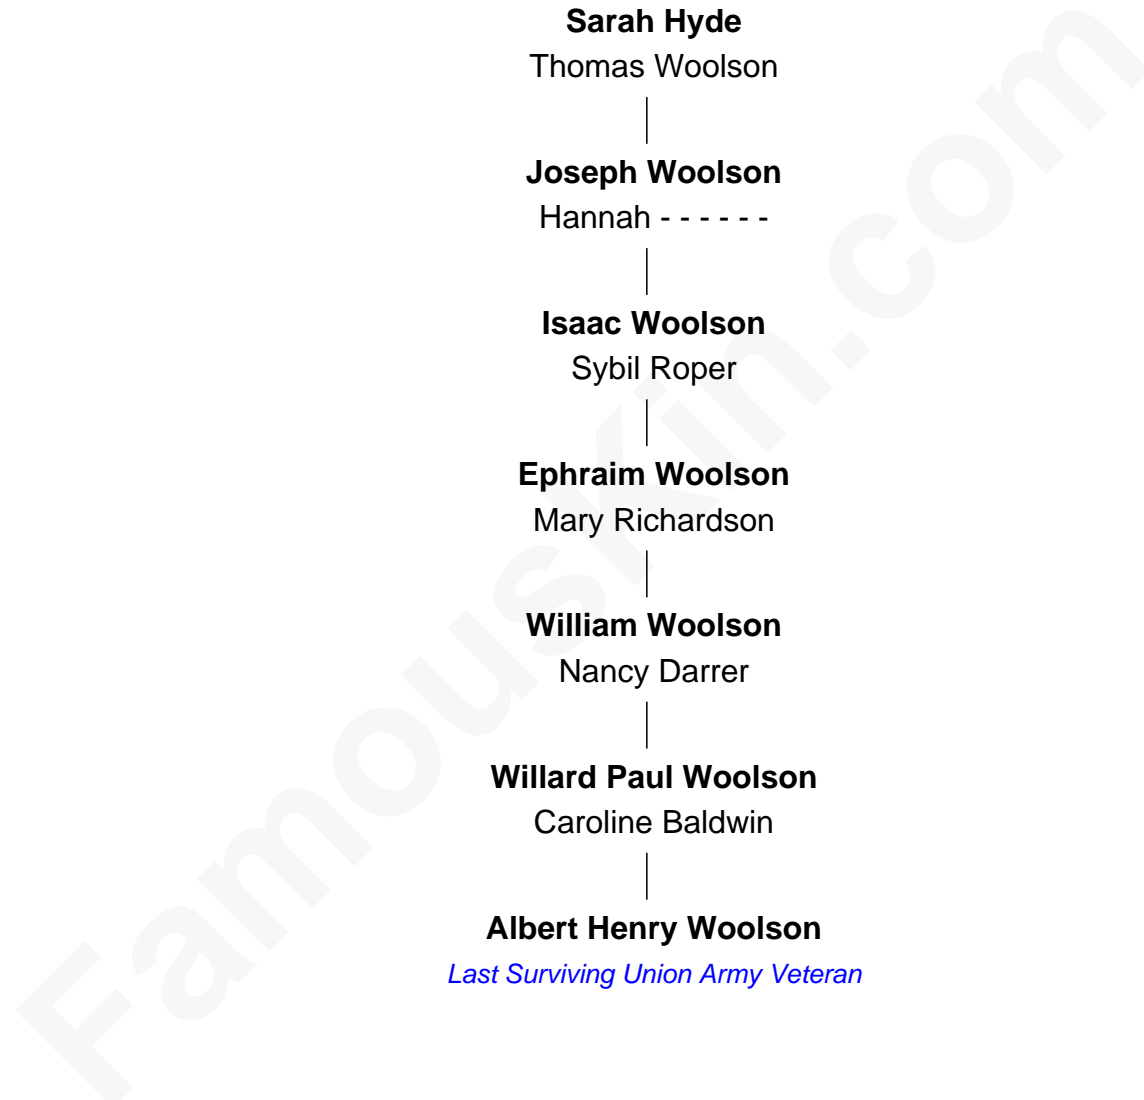 Sarah Hyde
Thomas Woolson
Joseph Woolson
Hannah - - - - - -
Isaac Woolson
Sybil Roper
Ephraim Woolson
Mary Richardson
William Woolson
Nancy Darrer
Willard Paul Woolson
Caroline Baldwin
Albert Henry Woolson
Last Surviving Union Army Veteran
FamousKin.com